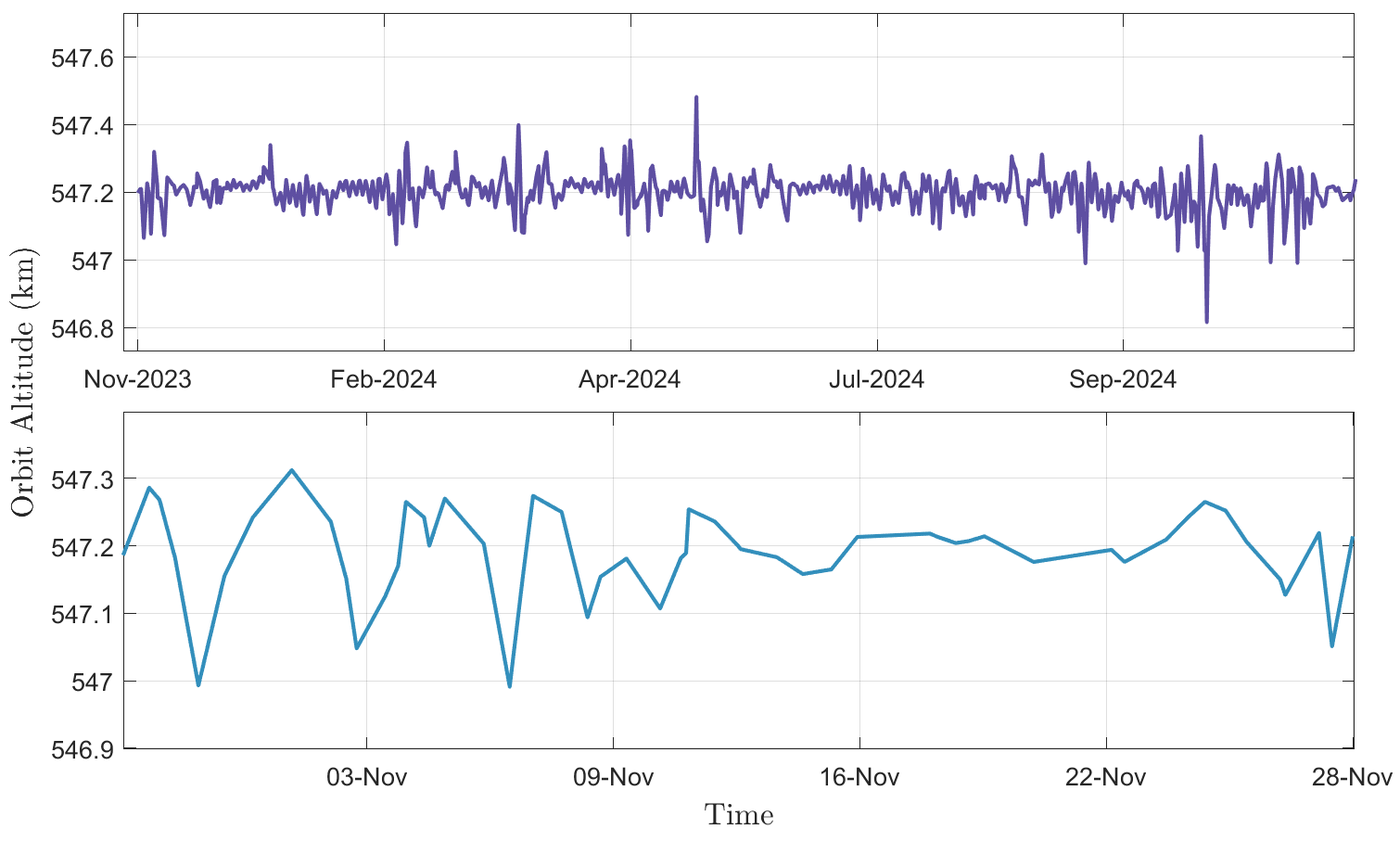 547.6
547.4
547.2
547
546.8
Nov-2023 Feb-2024 Apr-2024 Jul-2024 Sep-2024
Orbit Altitude (km)
547.3
547.2
547.1
547
546.9
03-Nov 09-Nov 16-Nov 22-Nov 28-Nov
Time